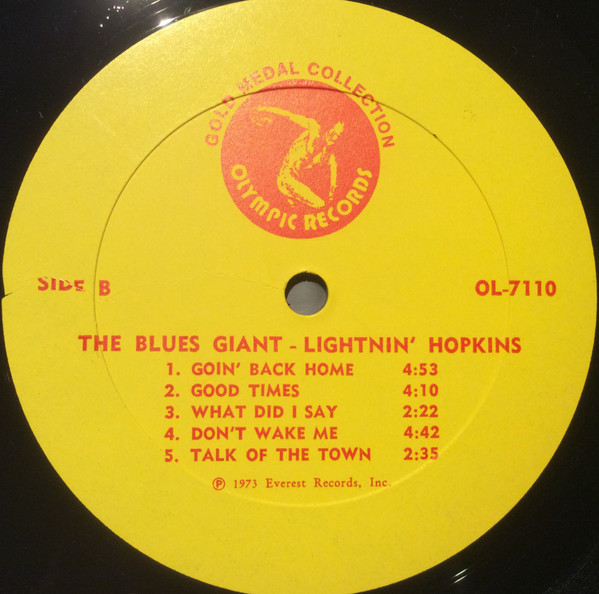 GOLD MEDAL COLLECTION
OLYMPIC RECORDS
SIDE B
OL-7110
THE BLUES GIANT - LIGHTNIN' HOPKINS
1. GOIN' BACK HOME 4:53
2. GOOD TIMES 4:10
3. WHAT DID I SAY 2:22
4. DON'T WAKE ME 4:42
5. TALK OF THE TOWN 2:35
℗ 1973 Everest Records, Inc.